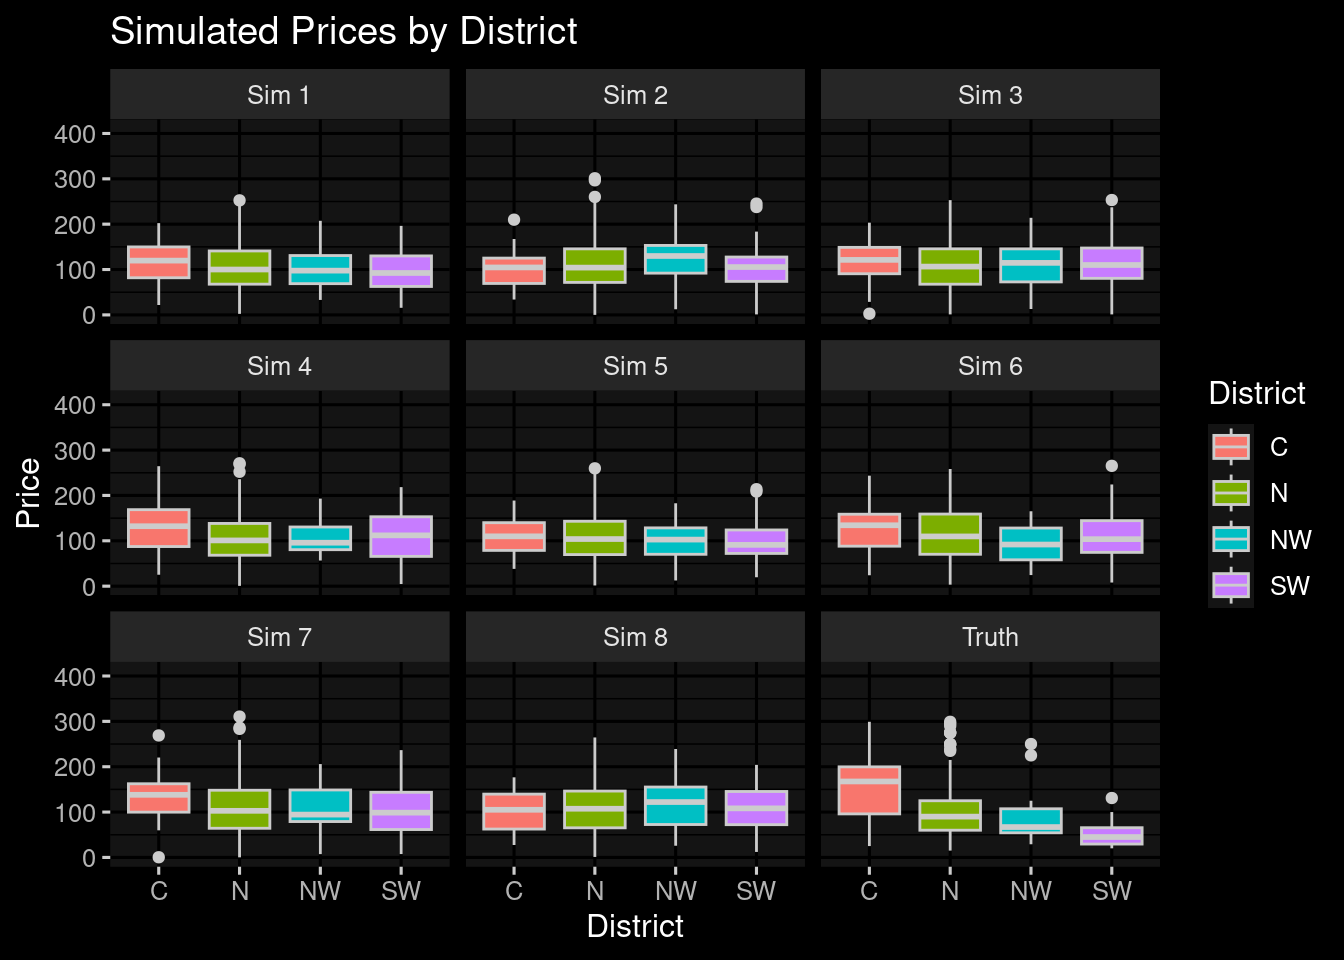 Simulated Prices by District
Sim 1
Sim 2
Sim 3
400
300
200
100
0
Sim 4
Sim 5
Sim 6
400
300
200
100
0
Sim 7
Sim 8
Truth
400
300
200
100
0
C N NW SW
C N NW SW
C N NW SW
District
Price
District
C
N
NW
SW